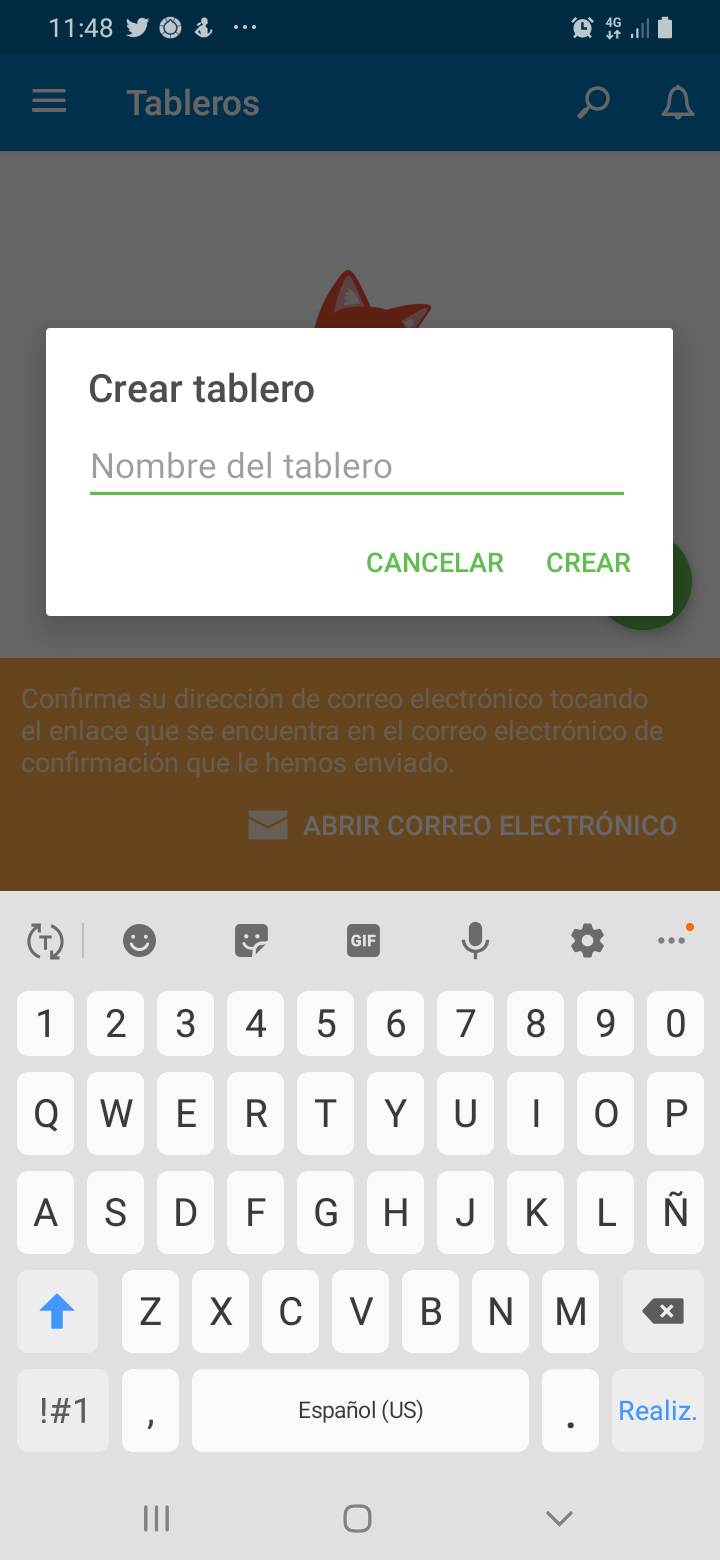 11:48
4G
Tableros
Crear tablero
Nombre del tablero
CANCELAR CREAR
Confirme su dirección de correo electrónico tocando
el enlace que se encuentra en el correo electrónico de
confirmación que le hemos enviado.
ABRIR CORREO ELECTRÓNICO
T GIF
1 2 3 4 5 6 7 8 9 0
Q W E R T Y U I O P
A S D F G H J K L Ñ
Z X C V B N M
!#1 , Español (US) . Realiz.